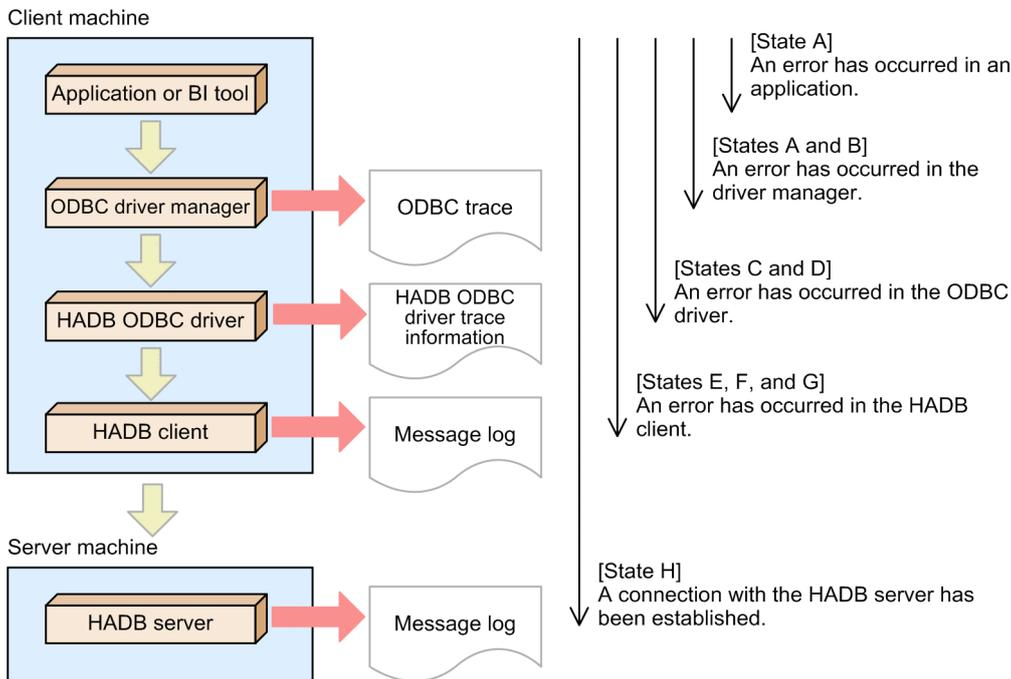 Client machine
Application or BI tool
ODBC driver manager
ODBC trace
HADB ODBC driver
HADB ODBC
driver trace
information
HADB client
Message log
Server machine
HADB server
Message log
[State A]
An error has occurred in an
application.
[States A and B]
An error has occurred in the
driver manager.
[States C and D]
An error has occurred in the ODBC
driver.
[States E, F, and G]
An error has occurred in the HADB
client.
[State H]
A connection with the HADB server has
been established.